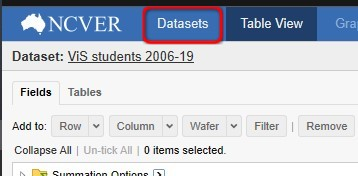 NCVER Datasets Table View Gra
Dataset: ViS students 2006-19
Fields Tables
Add to: Row Column Wafer Filter | Remove
Collapse All | Un-tick All | 0 items selected.
Summation Options